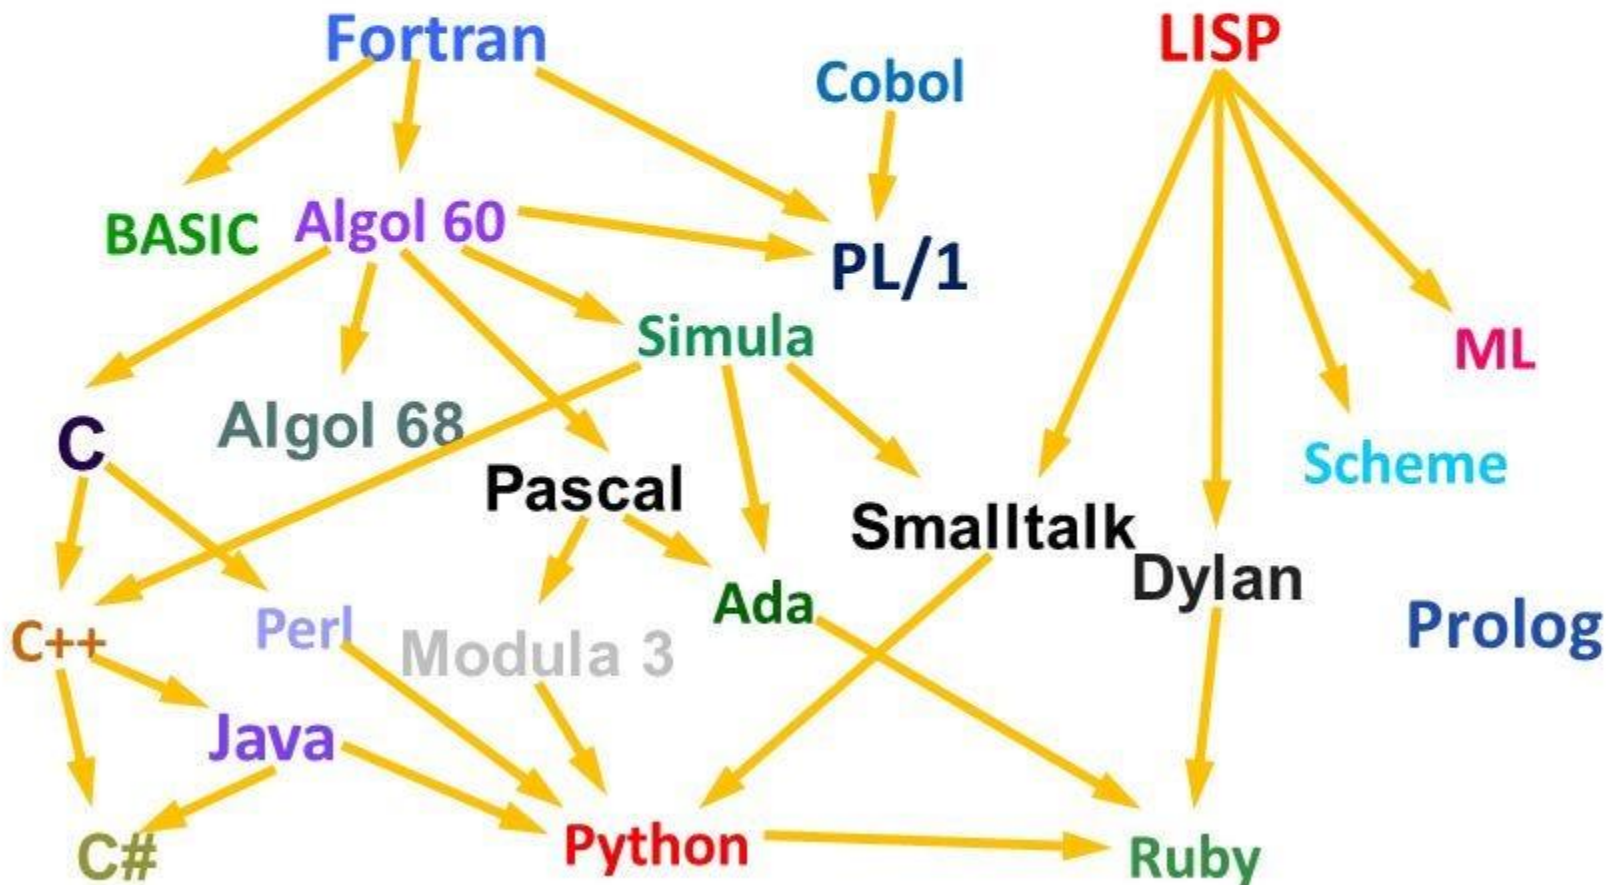 Fortran
LISP
Cobol
BASIC
Algol 60
PL/1
Simula
ML
C
Algol 68
Pascal
Scheme
Smalltalk
Dylan
Ada
Prolog
C++
Perl
Modula 3
Java
C#
Python
Ruby